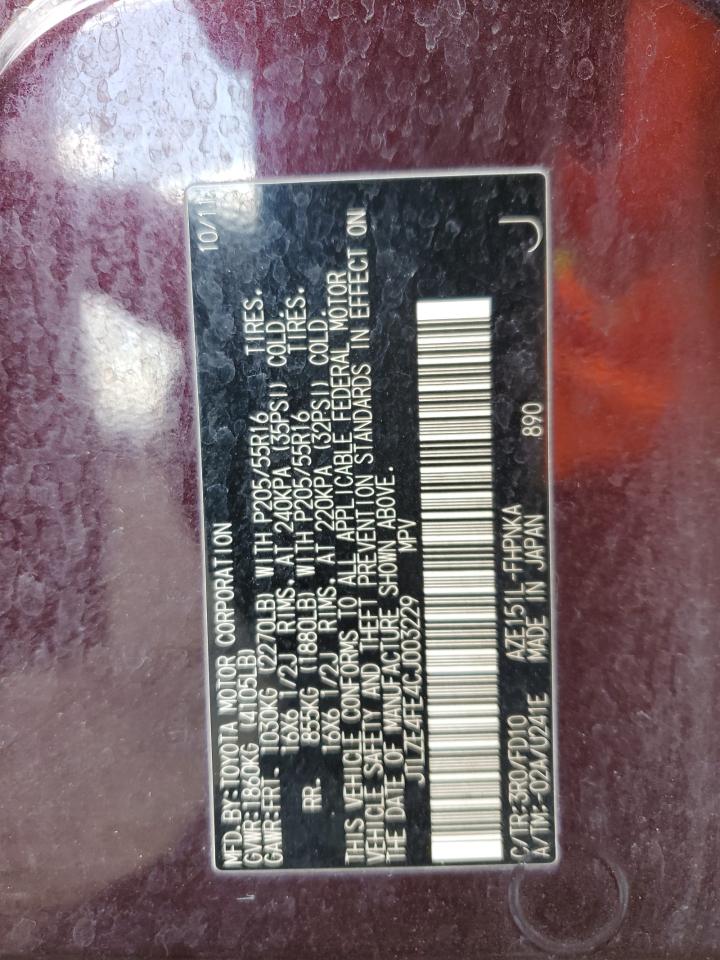 MFD.BY:TOYOTA MOTOR CORPORATION 10/11
GVWR:1860KG (4105LB)
GAWR:FRT. 1030KG (2270LB) WITH P205/55R16 TIRES.
16X6 1/2J RIMS. AT 240KPA (35PSI) COLD.
RR. 855KG (1880LB) WITH P205/55R16 TIRES.
16X6 1/2J RIMS. AT 220KPA (32PSI) COLD.
THIS VEHICLE CONFORMS TO ALL APPLICABLE FEDERAL MOTOR
VEHICLE SAFETY AND THEFT PREVENTION STANDARDS IN EFFECT ON
THE DATE OF MANUFACTURE SHOWN ABOVE.
JTLZE4FE4CJ003229 MPV
C/TR:3R0/FD10 AZE151L-FHPNKA
A/TM:-02A/U241E MADE IN JAPAN 890 J